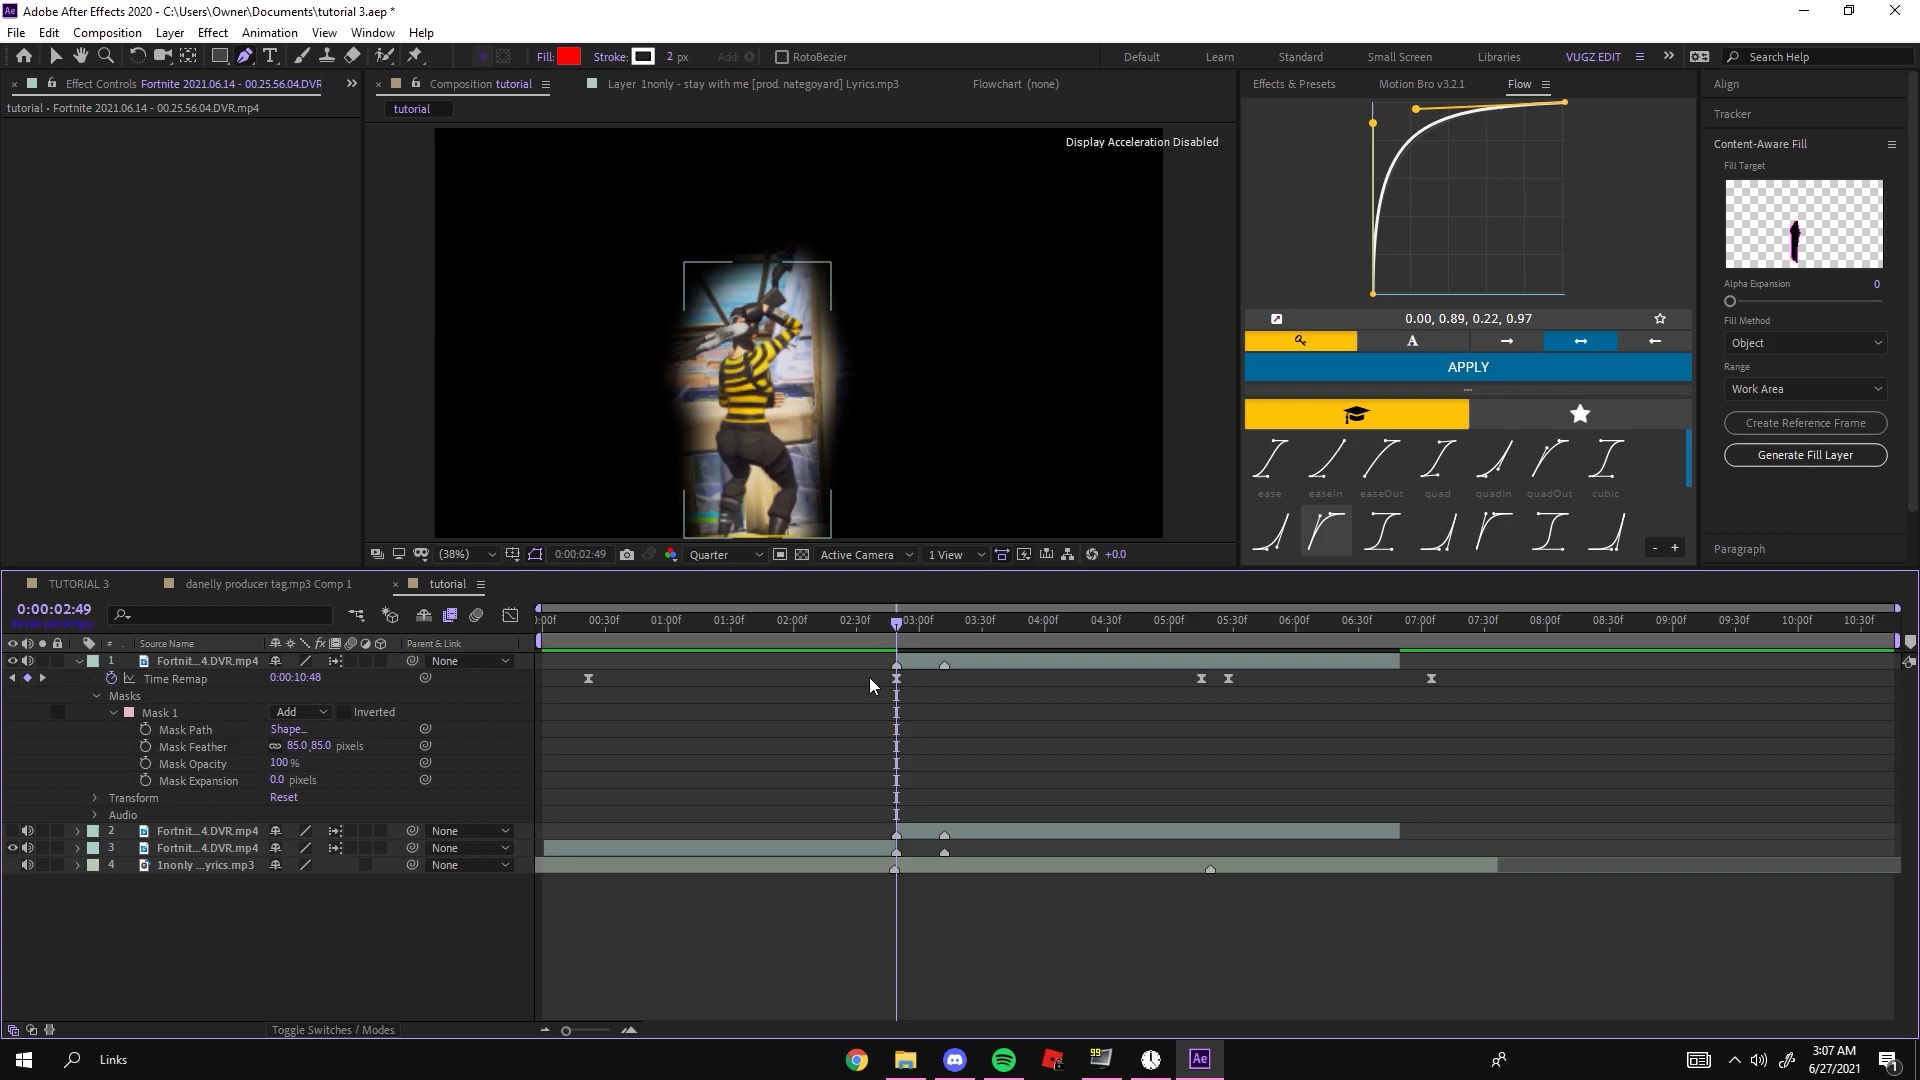 Adobe After Effects 2020 - C:\Users\Owner\Documents\tutorial 3.aep *
File Edit Composition Layer Effect Animation View Window Help
Fill: Stroke: 2 px Add: RotoBezier Default Learn Standard Small Screen Libraries VUGZ EDIT Search Help
Effect Controls Fortnite 2021.06.14 - 00.25.56.04.DVR
Composition tutorial
Layer 1nonly - stay with me [prod. nategoyard] Lyrics.mp3
Flowchart (none)
Effects & Presets Motion Bro v3.2.1 Flow
Align
tutorial • Fortnite 2021.06.14 - 00.25.56.04.DVR.mp4
tutorial
Tracker
Display Acceleration Disabled
Content-Aware Fill
Fill Target
Alpha Expansion 0
Fill Method
Object
Range
Work Area
Create Reference Frame
Generate Fill Layer
Paragraph
0.00, 0.89, 0.22, 0.97
A
APPLY
ease easeIn easeOut quad quadIn quadOut cubic
- +
(38%) 0:00:02:49 Quarter Active Camera 1 View +0.0
TUTORIAL 3 danelly producer tag.mp3 Comp 1 tutorial
0:00:02:49
:00f 00:30f 01:00f 01:30f 02:00f 02:30f 03:00f 03:30f 04:00f 04:30f 05:00f 05:30f 06:00f 06:30f 07:00f 07:30f 08:00f 08:30f 09:00f 09:30f 10:00f 10:30f
# Source Name fx Parent & Link
1 Fortnit...4.DVR.mp4 None
Time Remap 0:00:10:48
Masks
Mask 1 Add Inverted
Mask Path Shape...
Mask Feather 85.0,85.0 pixels
Mask Opacity 100 %
Mask Expansion 0.0 pixels
Transform Reset
Audio
2 Fortnit...4.DVR.mp4 None
3 Fortnit...4.DVR.mp4 None
4 1nonly ...yrics.mp3 None
Toggle Switches / Modes
Links
99
Ae
3:07 AM
6/27/2021
1